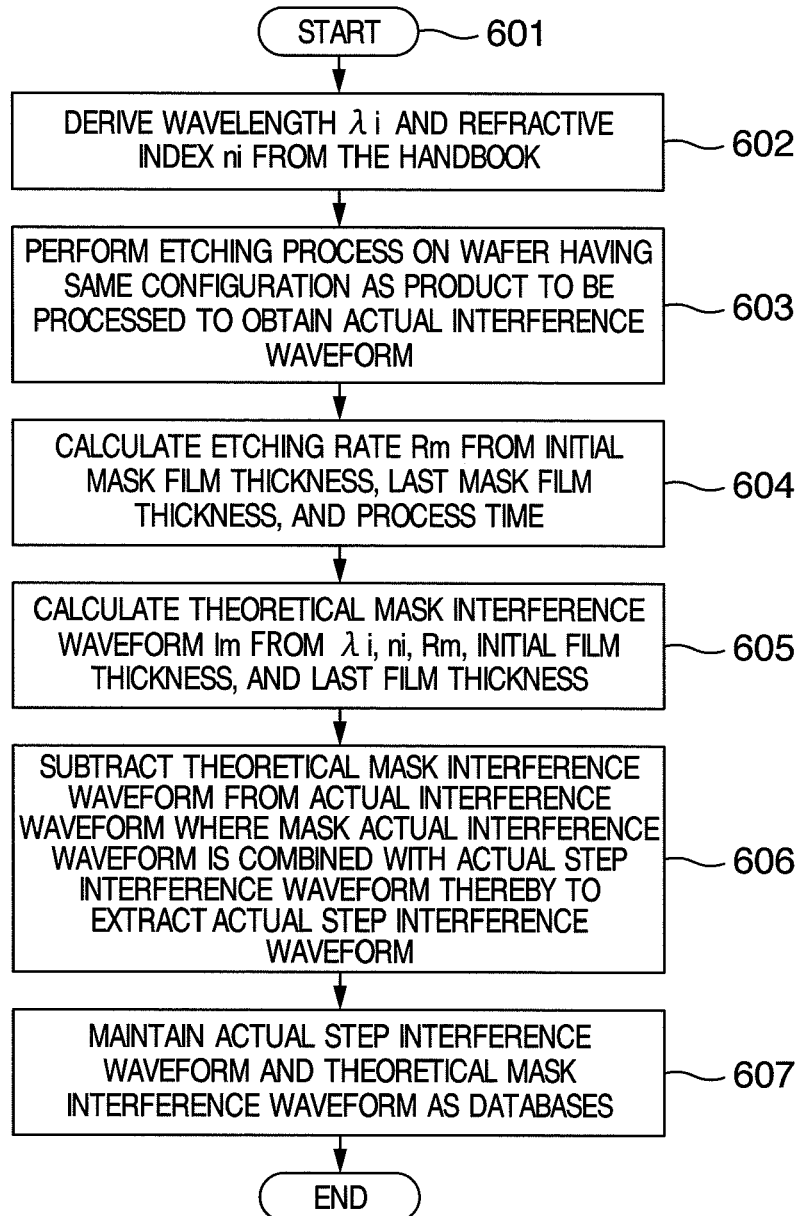 START
601
DERIVE WAVELENGTH λi AND REFRACTIVE
INDEX ni FROM THE HANDBOOK
602
PERFORM ETCHING PROCESS ON WAFER HAVING
SAME CONFIGURATION AS PRODUCT TO BE
PROCESSED TO OBTAIN ACTUAL INTERFERENCE
WAVEFORM
603
CALCULATE ETCHING RATE Rm FROM INITIAL
MASK FILM THICKNESS, LAST MASK FILM
THICKNESS, AND PROCESS TIME
604
CALCULATE THEORETICAL MASK INTERFERENCE
WAVEFORM Im FROM λi, ni, Rm, INITIAL FILM
THICKNESS, AND LAST FILM THICKNESS
605
SUBTRACT THEORETICAL MASK INTERFERENCE
WAVEFORM FROM ACTUAL INTERFERENCE
WAVEFORM WHERE MASK ACTUAL INTERFERENCE
WAVEFORM IS COMBINED WITH ACTUAL STEP
INTERFERENCE WAVEFORM THEREBY TO
EXTRACT ACTUAL STEP INTERFERENCE
WAVEFORM
606
MAINTAIN ACTUAL STEP INTERFERENCE
WAVEFORM AND THEORETICAL MASK
INTERFERENCE WAVEFORM AS DATABASES
607
END